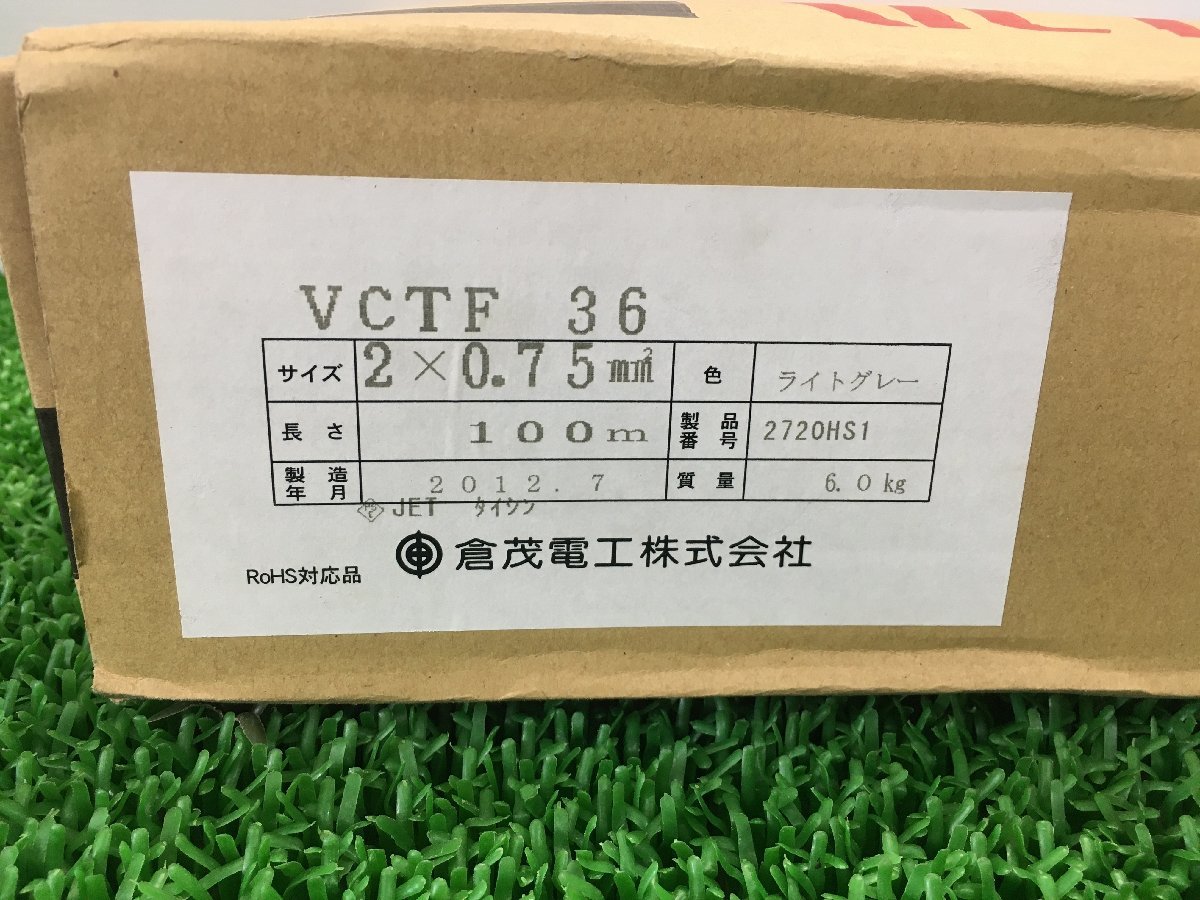 VCTF 36
サイズ 2×0.75mm² 色 ライトグレー
長さ 100m 製品番号 2720HS1
製造年月 2012.7 質量 6.0kg
PSE JET タイシン
倉茂電工株式会社
RoHS対応品